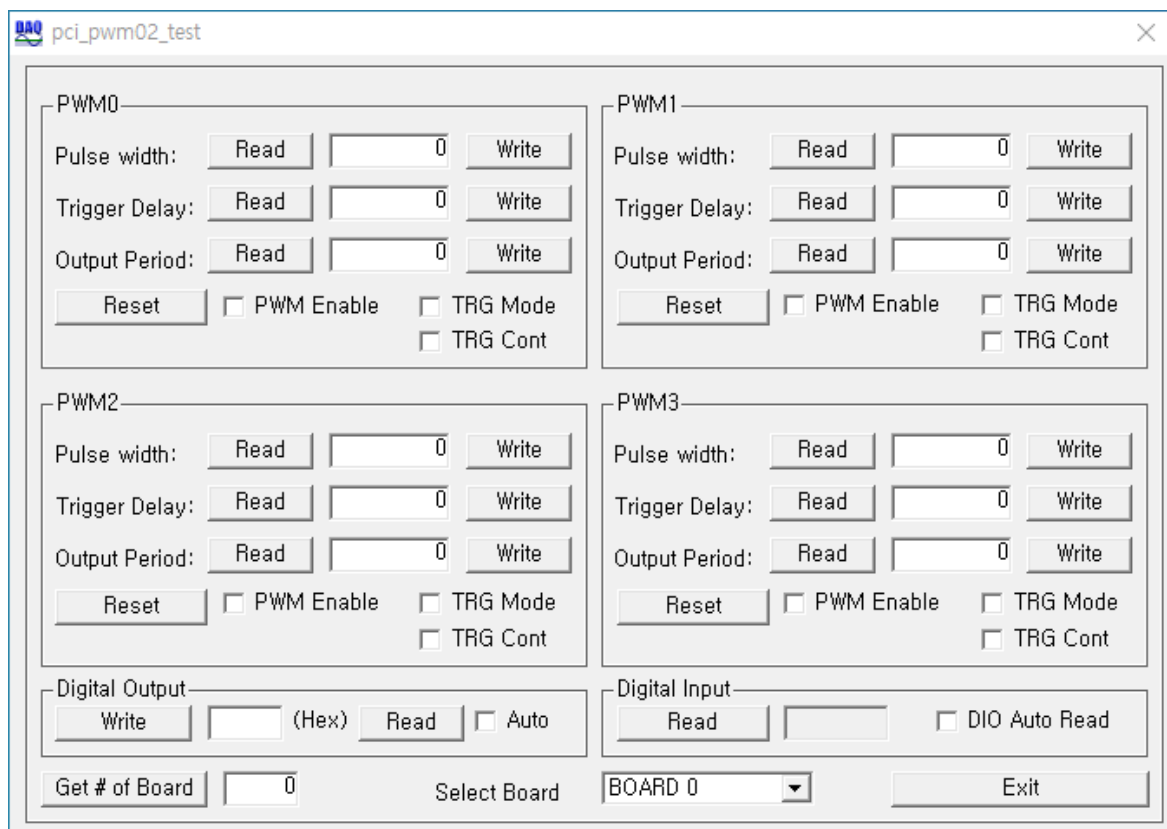 DAQ pci_pwm02_test
PWM0
Pulse width: Read 0 Write
Trigger Delay: Read 0 Write
Output Period: Read 0 Write
Reset PWM Enable TRG Mode
TRG Cont
PWM1
Pulse width: Read 0 Write
Trigger Delay: Read 0 Write
Output Period: Read 0 Write
Reset PWM Enable TRG Mode
TRG Cont
PWM2
Pulse width: Read 0 Write
Trigger Delay: Read 0 Write
Output Period: Read 0 Write
Reset PWM Enable TRG Mode
TRG Cont
PWM3
Pulse width: Read 0 Write
Trigger Delay: Read 0 Write
Output Period: Read 0 Write
Reset PWM Enable TRG Mode
TRG Cont
Digital Output
Write (Hex) Read Auto
Digital Input
Read DIO Auto Read
Get # of Board 0 Select Board BOARD 0 Exit